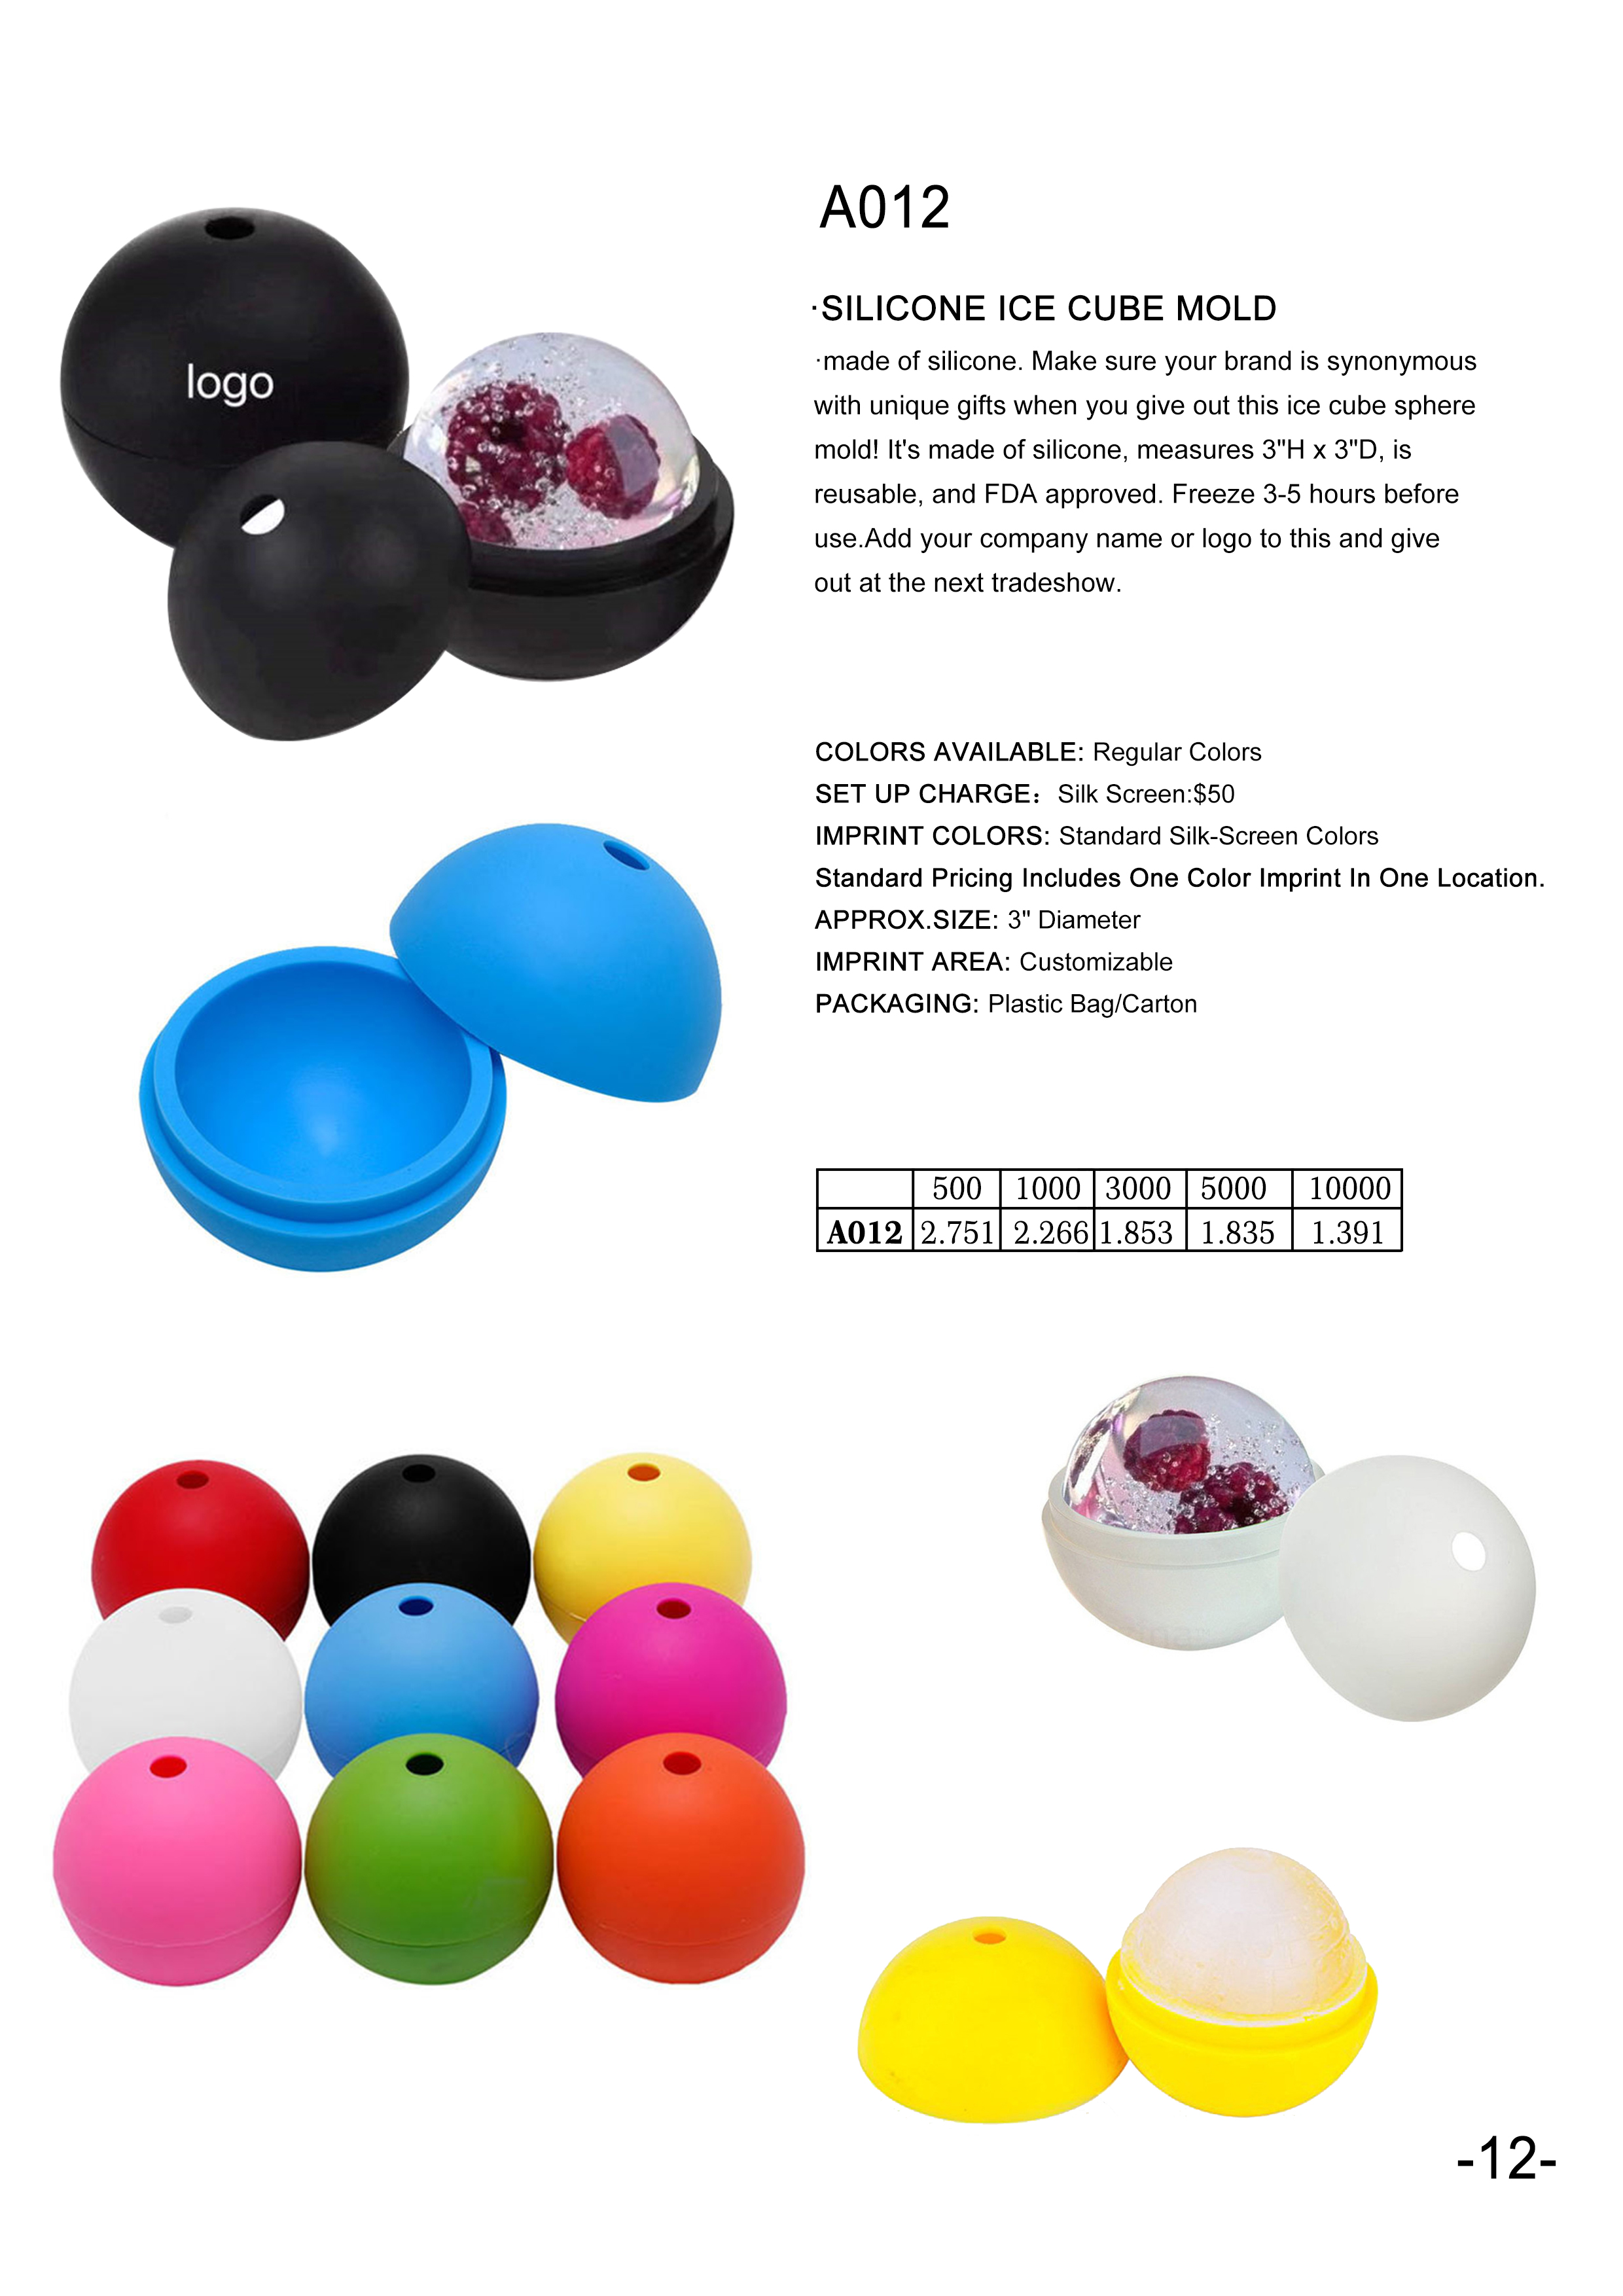 A012
·SILICONE ICE CUBE MOLD
·made of silicone. Make sure your brand is synonymous
with unique gifts when you give out this ice cube sphere
mold! It's made of silicone, measures 3"H x 3"D, is
reusable, and FDA approved. Freeze 3-5 hours before
use.Add your company name or logo to this and give
out at the next tradeshow.
logo
COLORS AVAILABLE: Regular Colors
SET UP CHARGE：Silk Screen:$50
IMPRINT COLORS: Standard Silk-Screen Colors
Standard Pricing Includes One Color Imprint In One Location.
APPROX.SIZE: 3" Diameter
IMPRINT AREA: Customizable
PACKAGING: Plastic Bag/Carton
500 1000 3000 5000 10000
A012 2.751 2.266 1.853 1.835 1.391
-12-